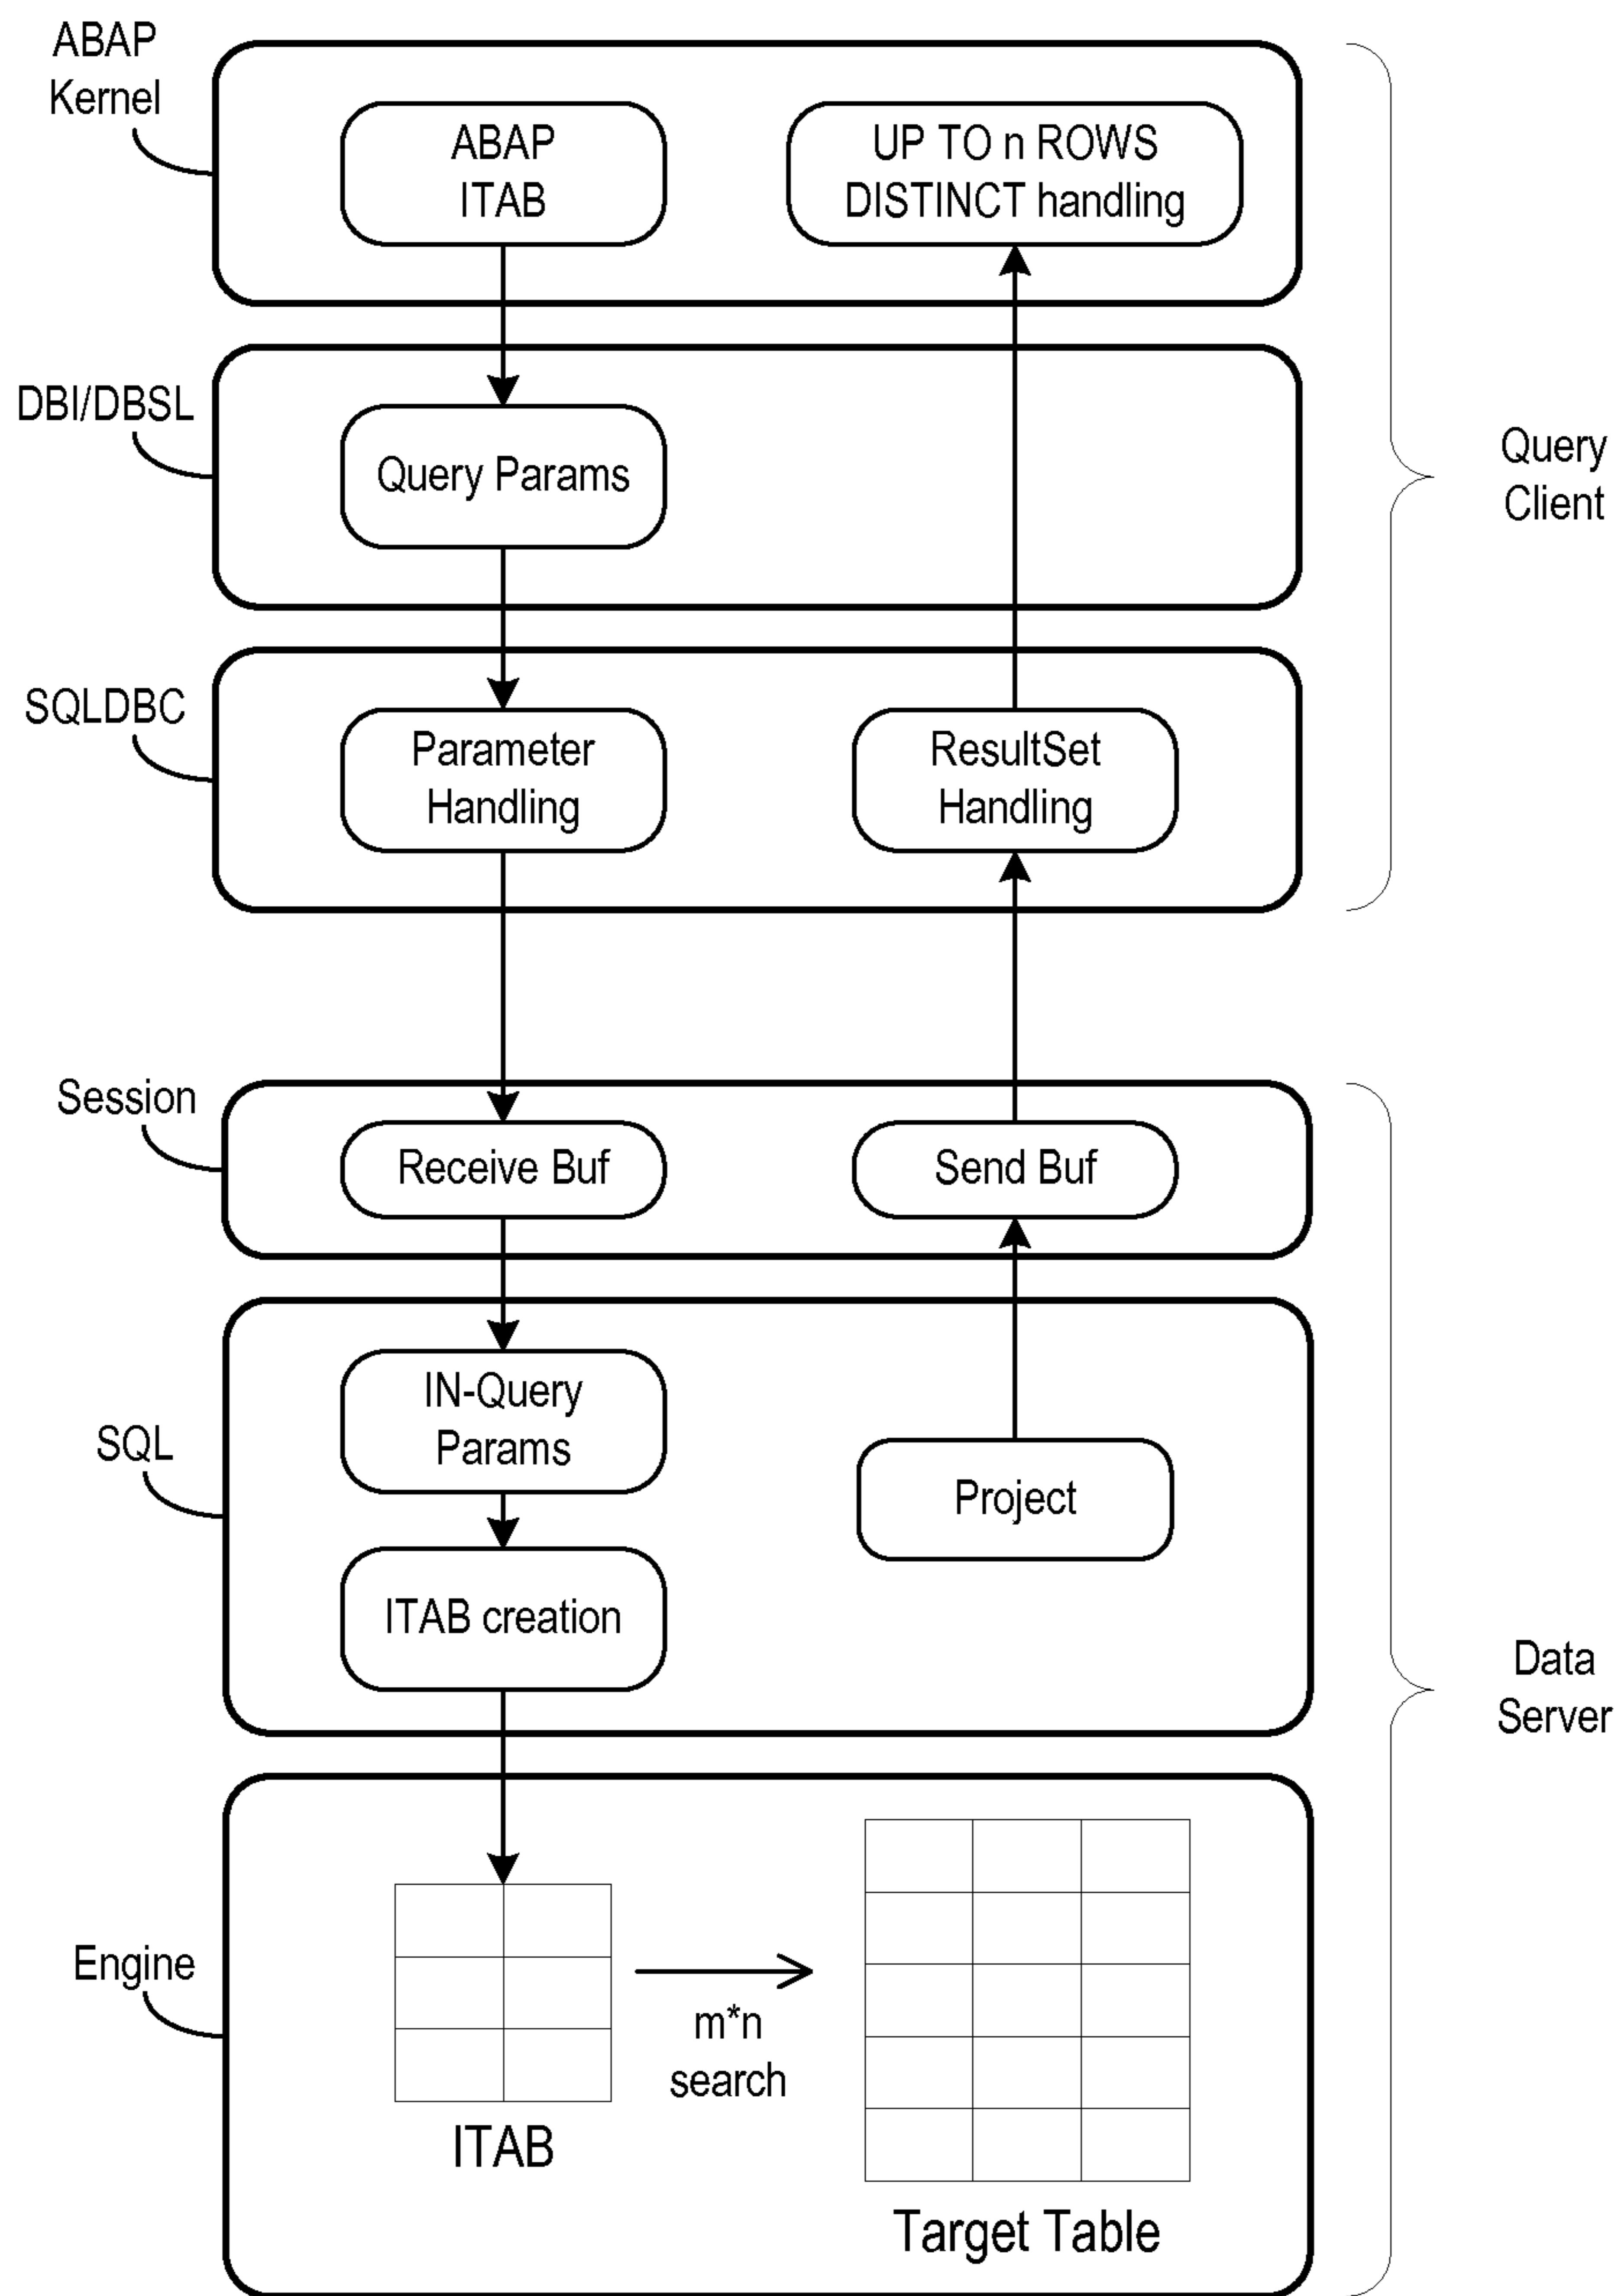 ABAP
Kernel
ABAP
ITAB
UP TO n ROWS
DISTINCT handling
DBI/DBSL
Query Params
Query
Client
SQLDBC
Parameter
Handling
ResultSet
Handling
Session
Receive Buf
Send Buf
SQL
IN-Query
Params
Project
ITAB creation
Data
Server
Engine
m*n
search
ITAB
Target Table